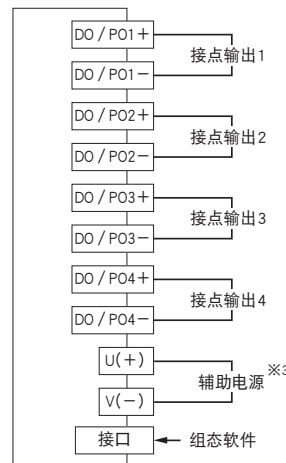 DO / PO1+
接点输出1
DO / PO1−
DO / PO2+
接点输出2
DO / PO2−
DO / PO3+
接点输出3
DO / PO3−
DO / PO4+
接点输出4
DO / PO4−
U(+)
辅助电源 ※3
V(−)
接口
组态软件